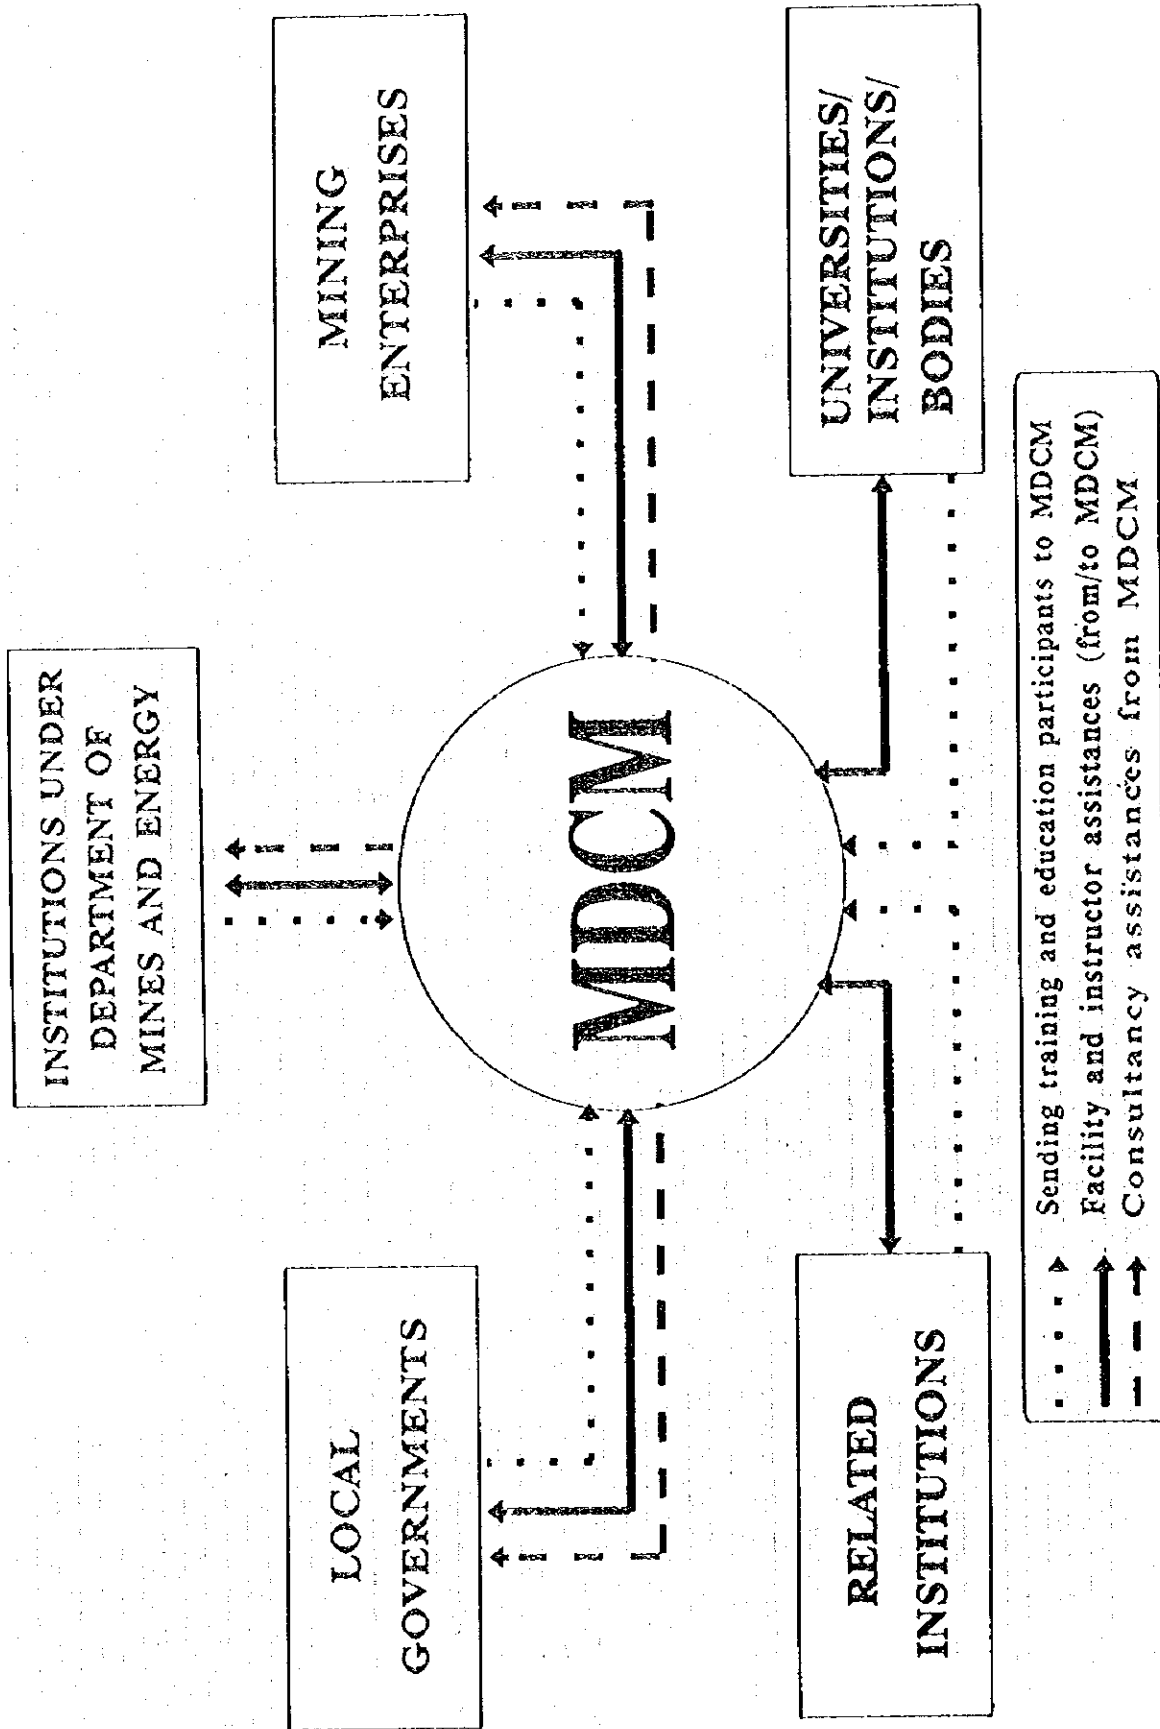 INSTITUTIONS UNDER
DEPARTMENT OF
MINES AND ENERGY
LOCAL
GOVERNMENTS
MINING
ENTERPRISES
MDCM
RELATED
INSTITUTIONS
UNIVERSITIES/
INSTITUTIONS/
BODIES
Sending training and education participants to MDCM
Facility and instructor assistances (from/to MDCM)
Consultancy assistances from MDCM